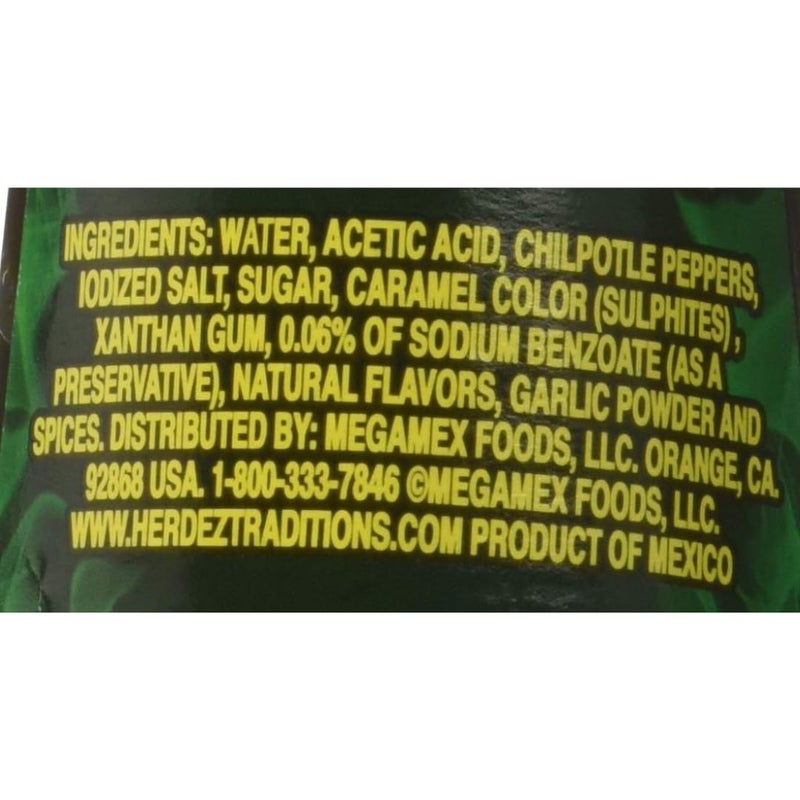 INGREDIENTS: WATER, ACETIC ACID, CHILPOTLE PEPPERS,
IODIZED SALT, SUGAR, CARAMEL COLOR (SULPHITES) ,
XANTHAN GUM, 0.06% OF SODIUM BENZOATE (AS A
PRESERVATIVE), NATURAL FLAVORS, GARLIC POWDER AND
SPICES. DISTRIBUTED BY: MEGAMEX FOODS, LLC. ORANGE, CA.
92868 USA. 1-800-333-7846 ©MEGAMEX FOODS, LLC.
WWW.HERDEZTRADITIONS.COM PRODUCT OF MEXICO